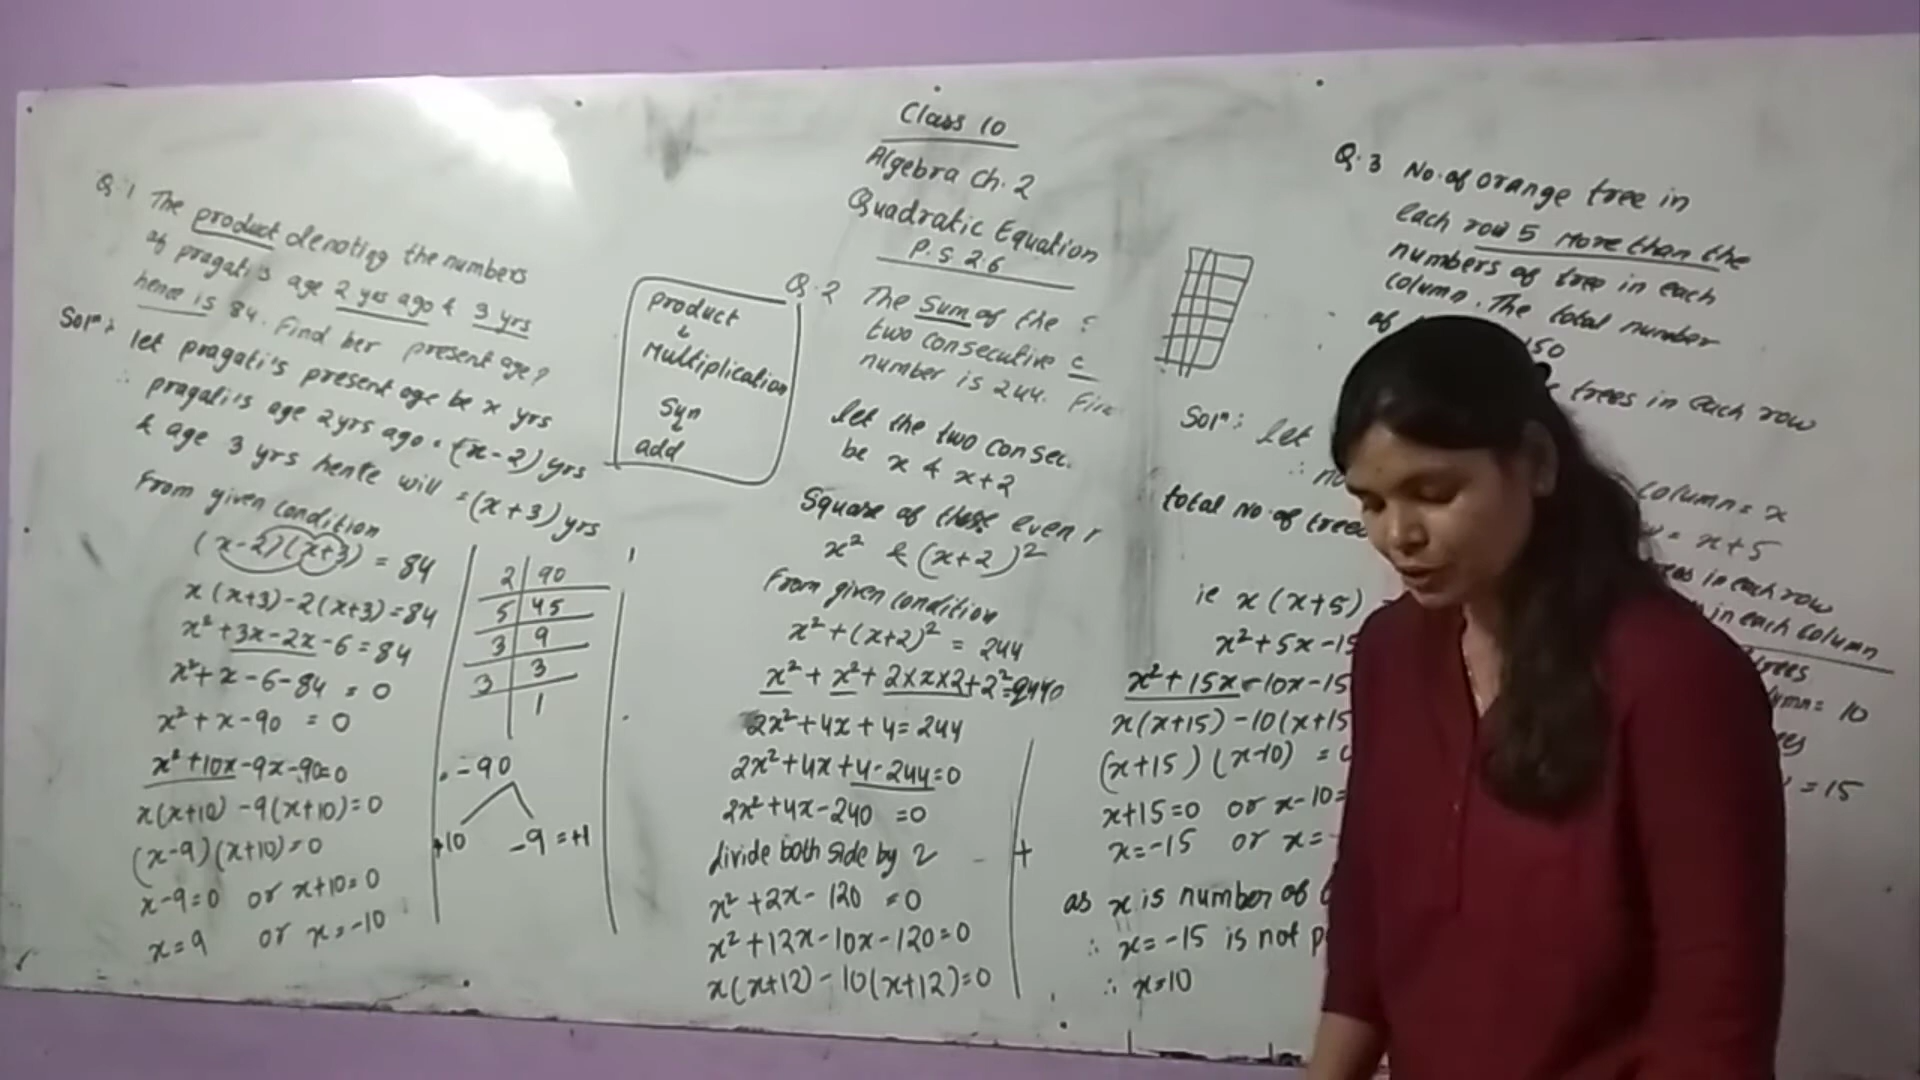 Class 10
Algebra Ch. 2
Quadratic Equation
P.S 2.6
Q.1 The product denoting the numbers
of pragati's age 2 yrs ago & 3 yrs
hence is 84. Find her present age?
Solⁿ: let pragati's present age be x yrs
∴ pragati's age 2yrs ago = (x-2) yrs
& age 3 yrs hente will = (x+3) yrs
From given condition
(x-2)(x+3) = 84
x(x+3)-2(x+3)=84
x²+3x-2x-6=84
x²+x-6-84=0
x²+x-90=0
x²+10x-9x-90=0
x(x+10)-9(x+10)=0
(x-9)(x+10)=0
x-9=0 or x+10=0
x=9 or x=-10
2 | 90
5 | 45
3 | 9
3 | 3
1
-90
+10 -9=+1
product
Multiplication
Syn
add
Q.2 The Sum of the
two consecutive
number is 244.
let the two consec.
be x & x+2
Square of these even
x² & (x+2)²
From given condition
x²+(x+2)² = 244
x²+x²+2×x×2+2²=
2x²+4x+4=244
2x²+4x+4-244=0
2x²+4x-240=0
divide both side by 2
x²+2x-120=0
x²+12x-10x-120=0
x(x+12)-10(x+12)=0
Q.3 No. of orange tree in
each row 5 More than the
numbers of tree in each
column. The total number
of 150
trees in each row
Solⁿ: Let column = x
∴ = x+5
total No. of trees in each row
in each column
ie x(x+5) trees
x²+5x-15
x²+15x-10x-15 = 10
x(x+15)-10(x+15
(x+15)(x-10) =
x+15=0 or x-10= = 15
x=-15 or x=
as x is number of
∴ x=-15 is not
∴ x=10